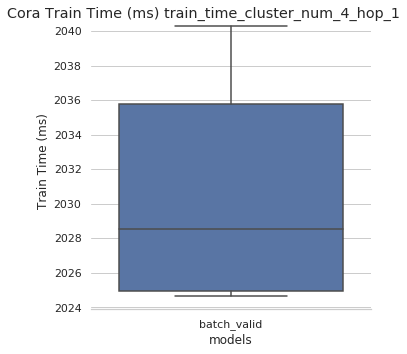 Cora Train Time (ms) train_time_cluster_num_4_hop_1
2040
2038
2036
2034
2032
2030
2028
2026
2024
Train Time (ms)
batch_valid
models